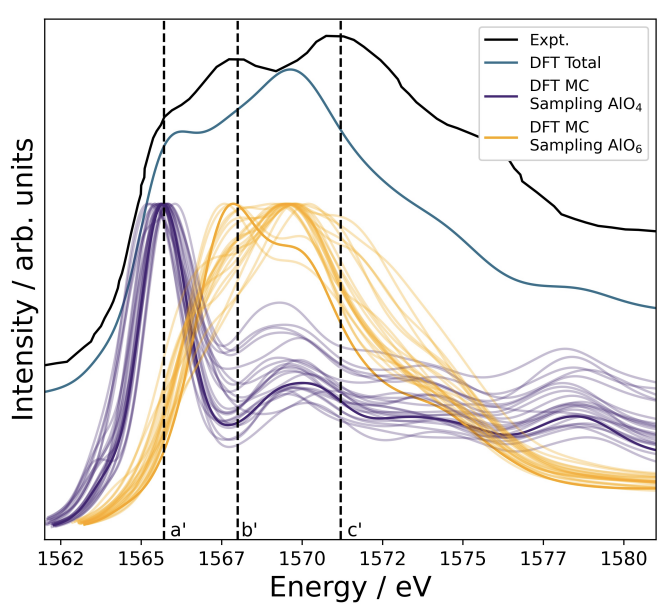 Intensity / arb. units
Expt.
DFT Total
DFT MC
Sampling AlO₄
DFT MC
Sampling AlO₆
a'
b'
c'
1562
1565
1567
1570
1572
1575
1577
1580
Energy / eV